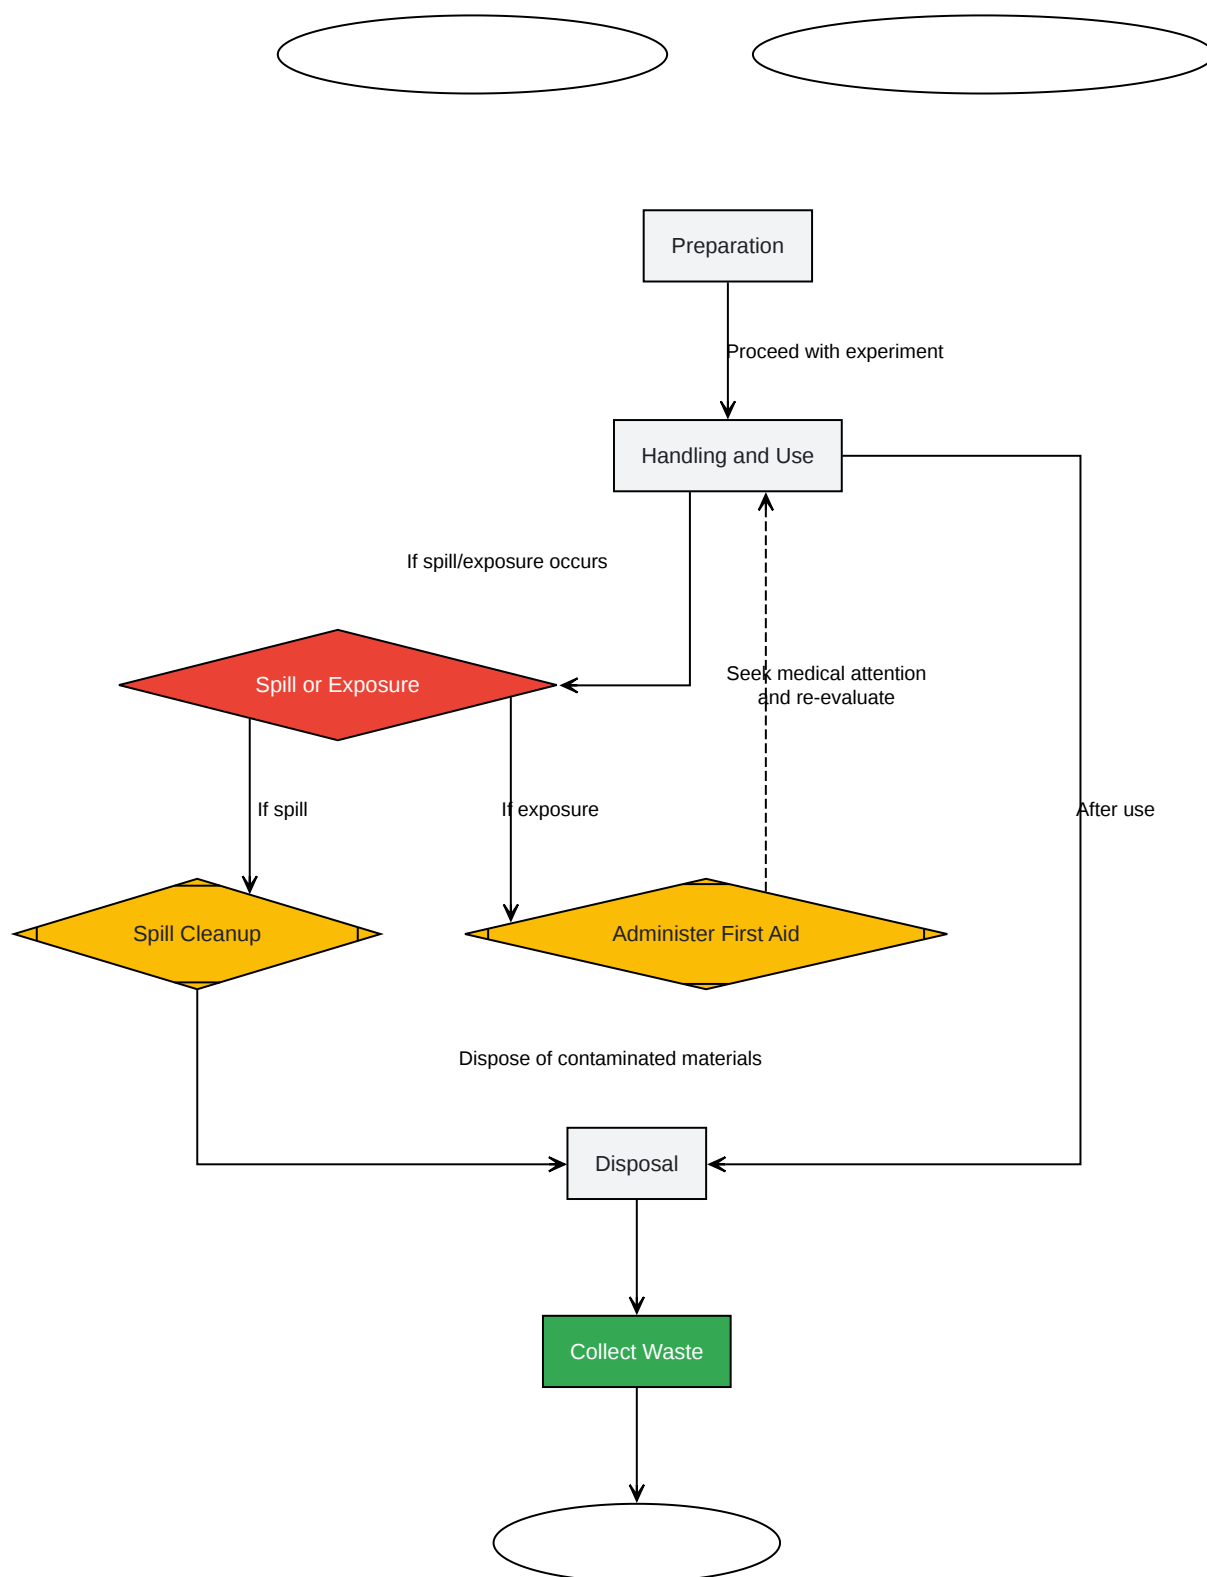 Preparation
Proceed with experiment
Handling and Use
If spill/exposure occurs
Spill or Exposure
Seek medical attention
and re-evaluate
If spill
If exposure
After use
Spill Cleanup
Administer First Aid
Dispose of contaminated materials
Disposal
Collect Waste